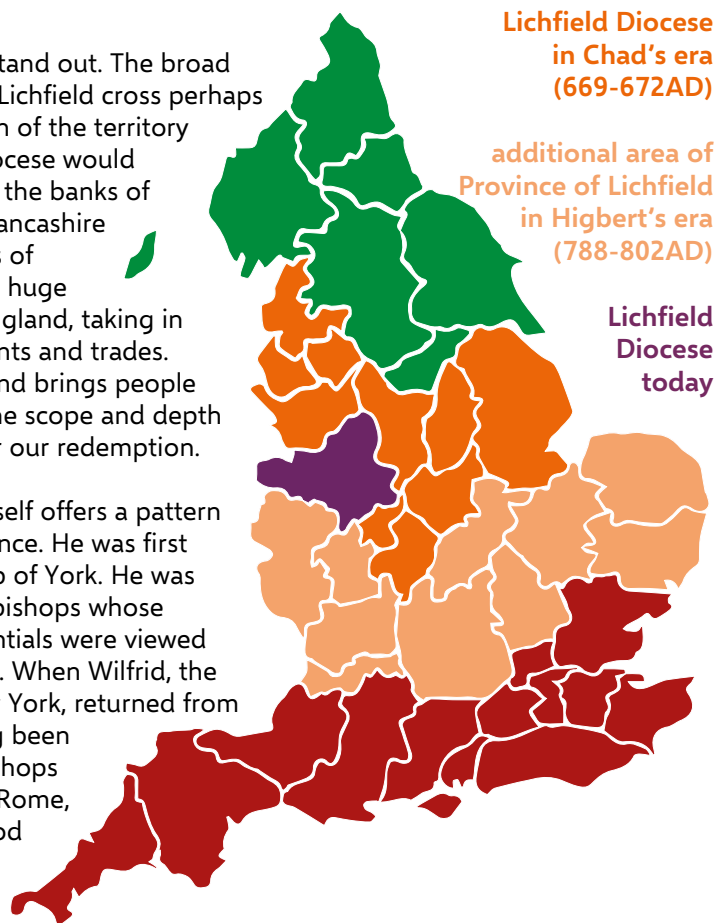 tand out. The broad
Lichfield cross perhaps
n of the territory
ocese would
the banks of
ancashire
s of
huge
gland, taking in
nts and trades.
nd brings people
ne scope and depth
r our redemption.
self offers a pattern
nce. He was first
p of York. He was
bishops whose
ntials were viewed
. When Wilfrid, the
r York, returned from
g been
shops
Rome,
od
Lichfield Diocese
in Chad's era
(669-672AD)
additional area of
Province of Lichfield
in Higbert's era
(788-802AD)
Lichfield
Diocese
today